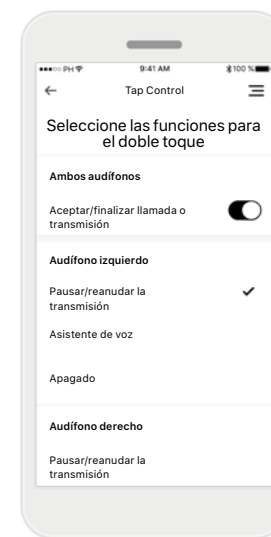 ●●●○○ PH 9:41 AM 100 %
← Tap Control
Seleccione las funciones para
el doble toque
Ambos audífonos
Aceptar/finalizar llamada o
transmisión
Audífono izquierdo
Pausar/reanudar la
transmisión
Asistente de voz
Apagado
Audífono derecho
Pausar/reanudar la
transmisión